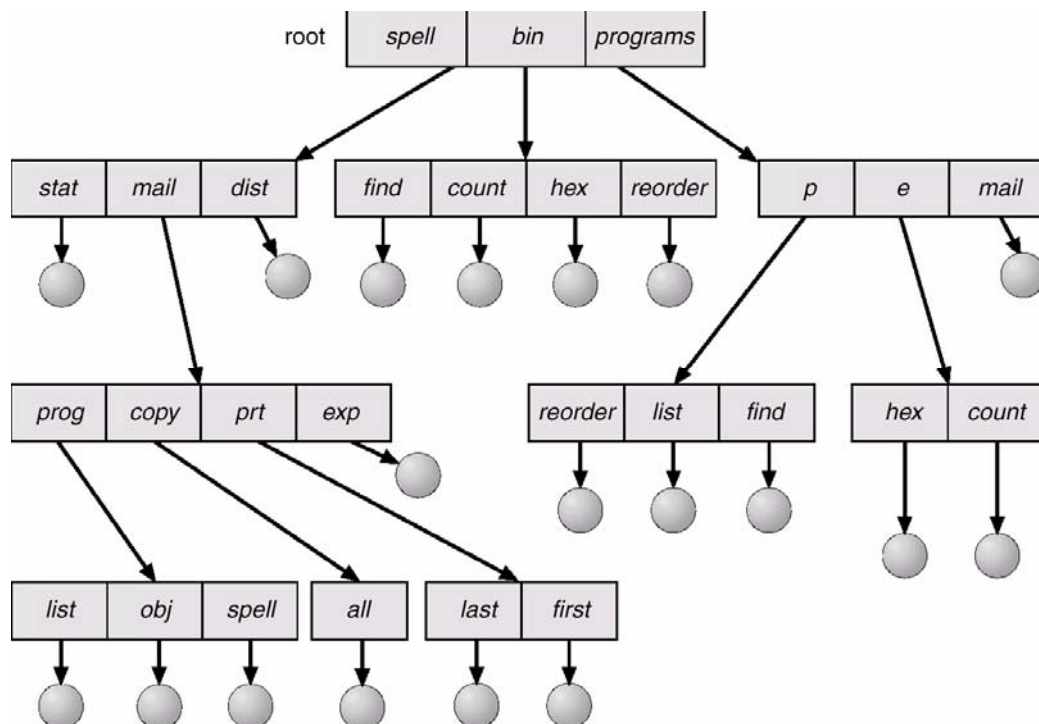 root spell bin programs
stat mail dist find count hex reorder p e mail
prog copy prt exp reorder list find hex count
list obj spell all last first